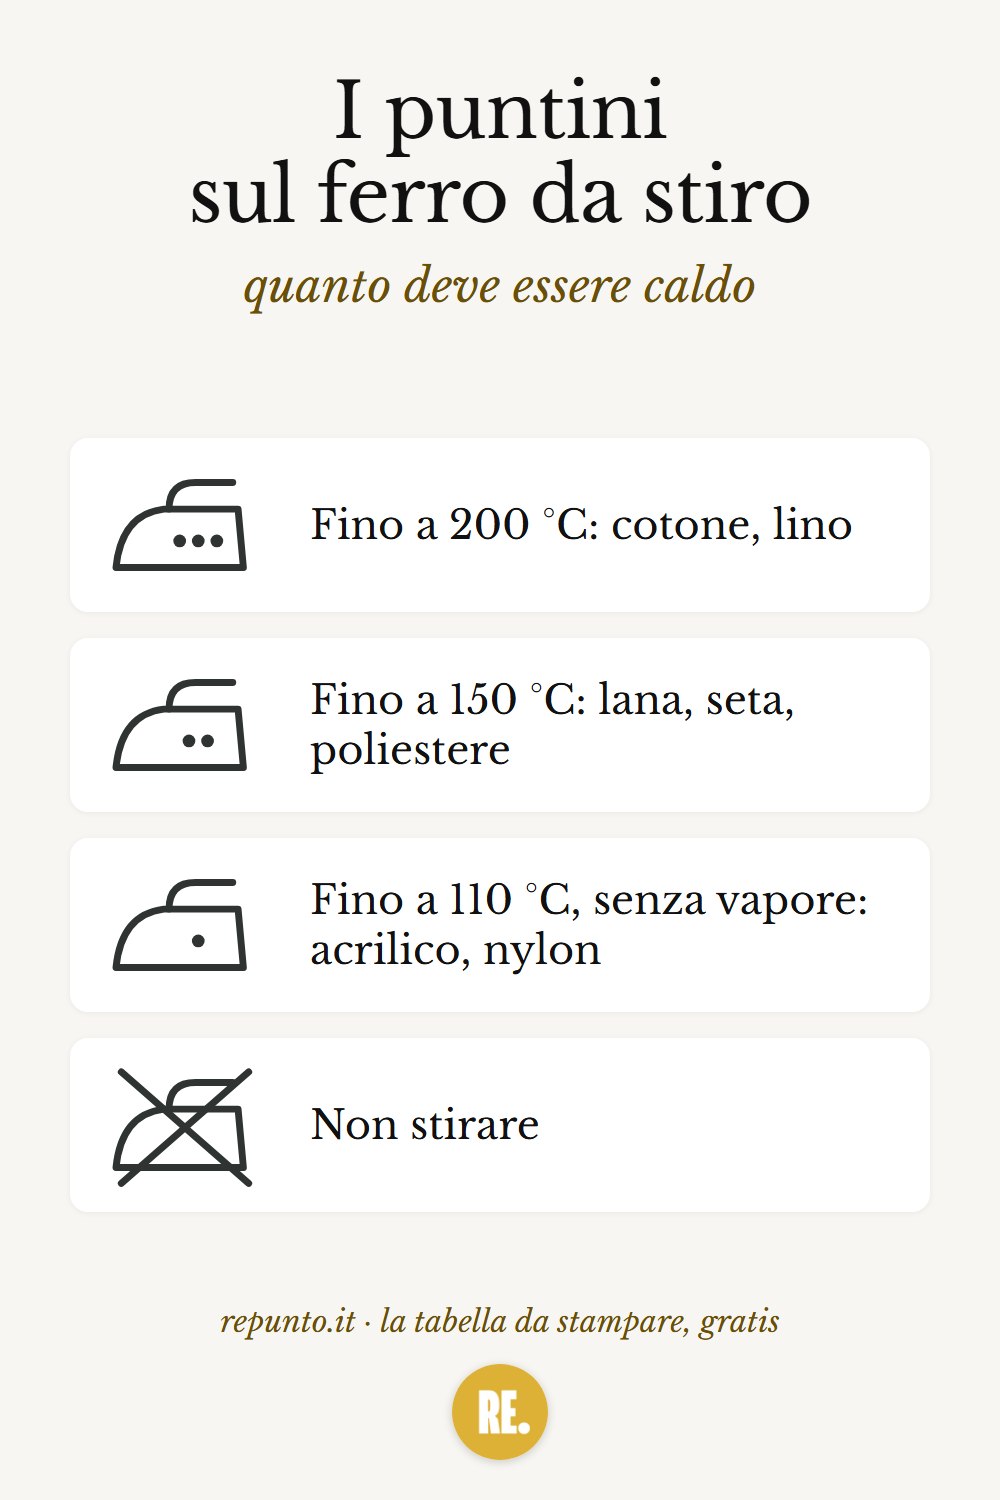 I puntini
sul ferro da stiro
quanto deve essere caldo
Fino a 200 °C: cotone, lino
Fino a 150 °C: lana, seta,
poliestere
Fino a 110 °C, senza vapore:
acrilico, nylon
Non stirare
repunto.it · la tabella da stampare, gratis
RE.